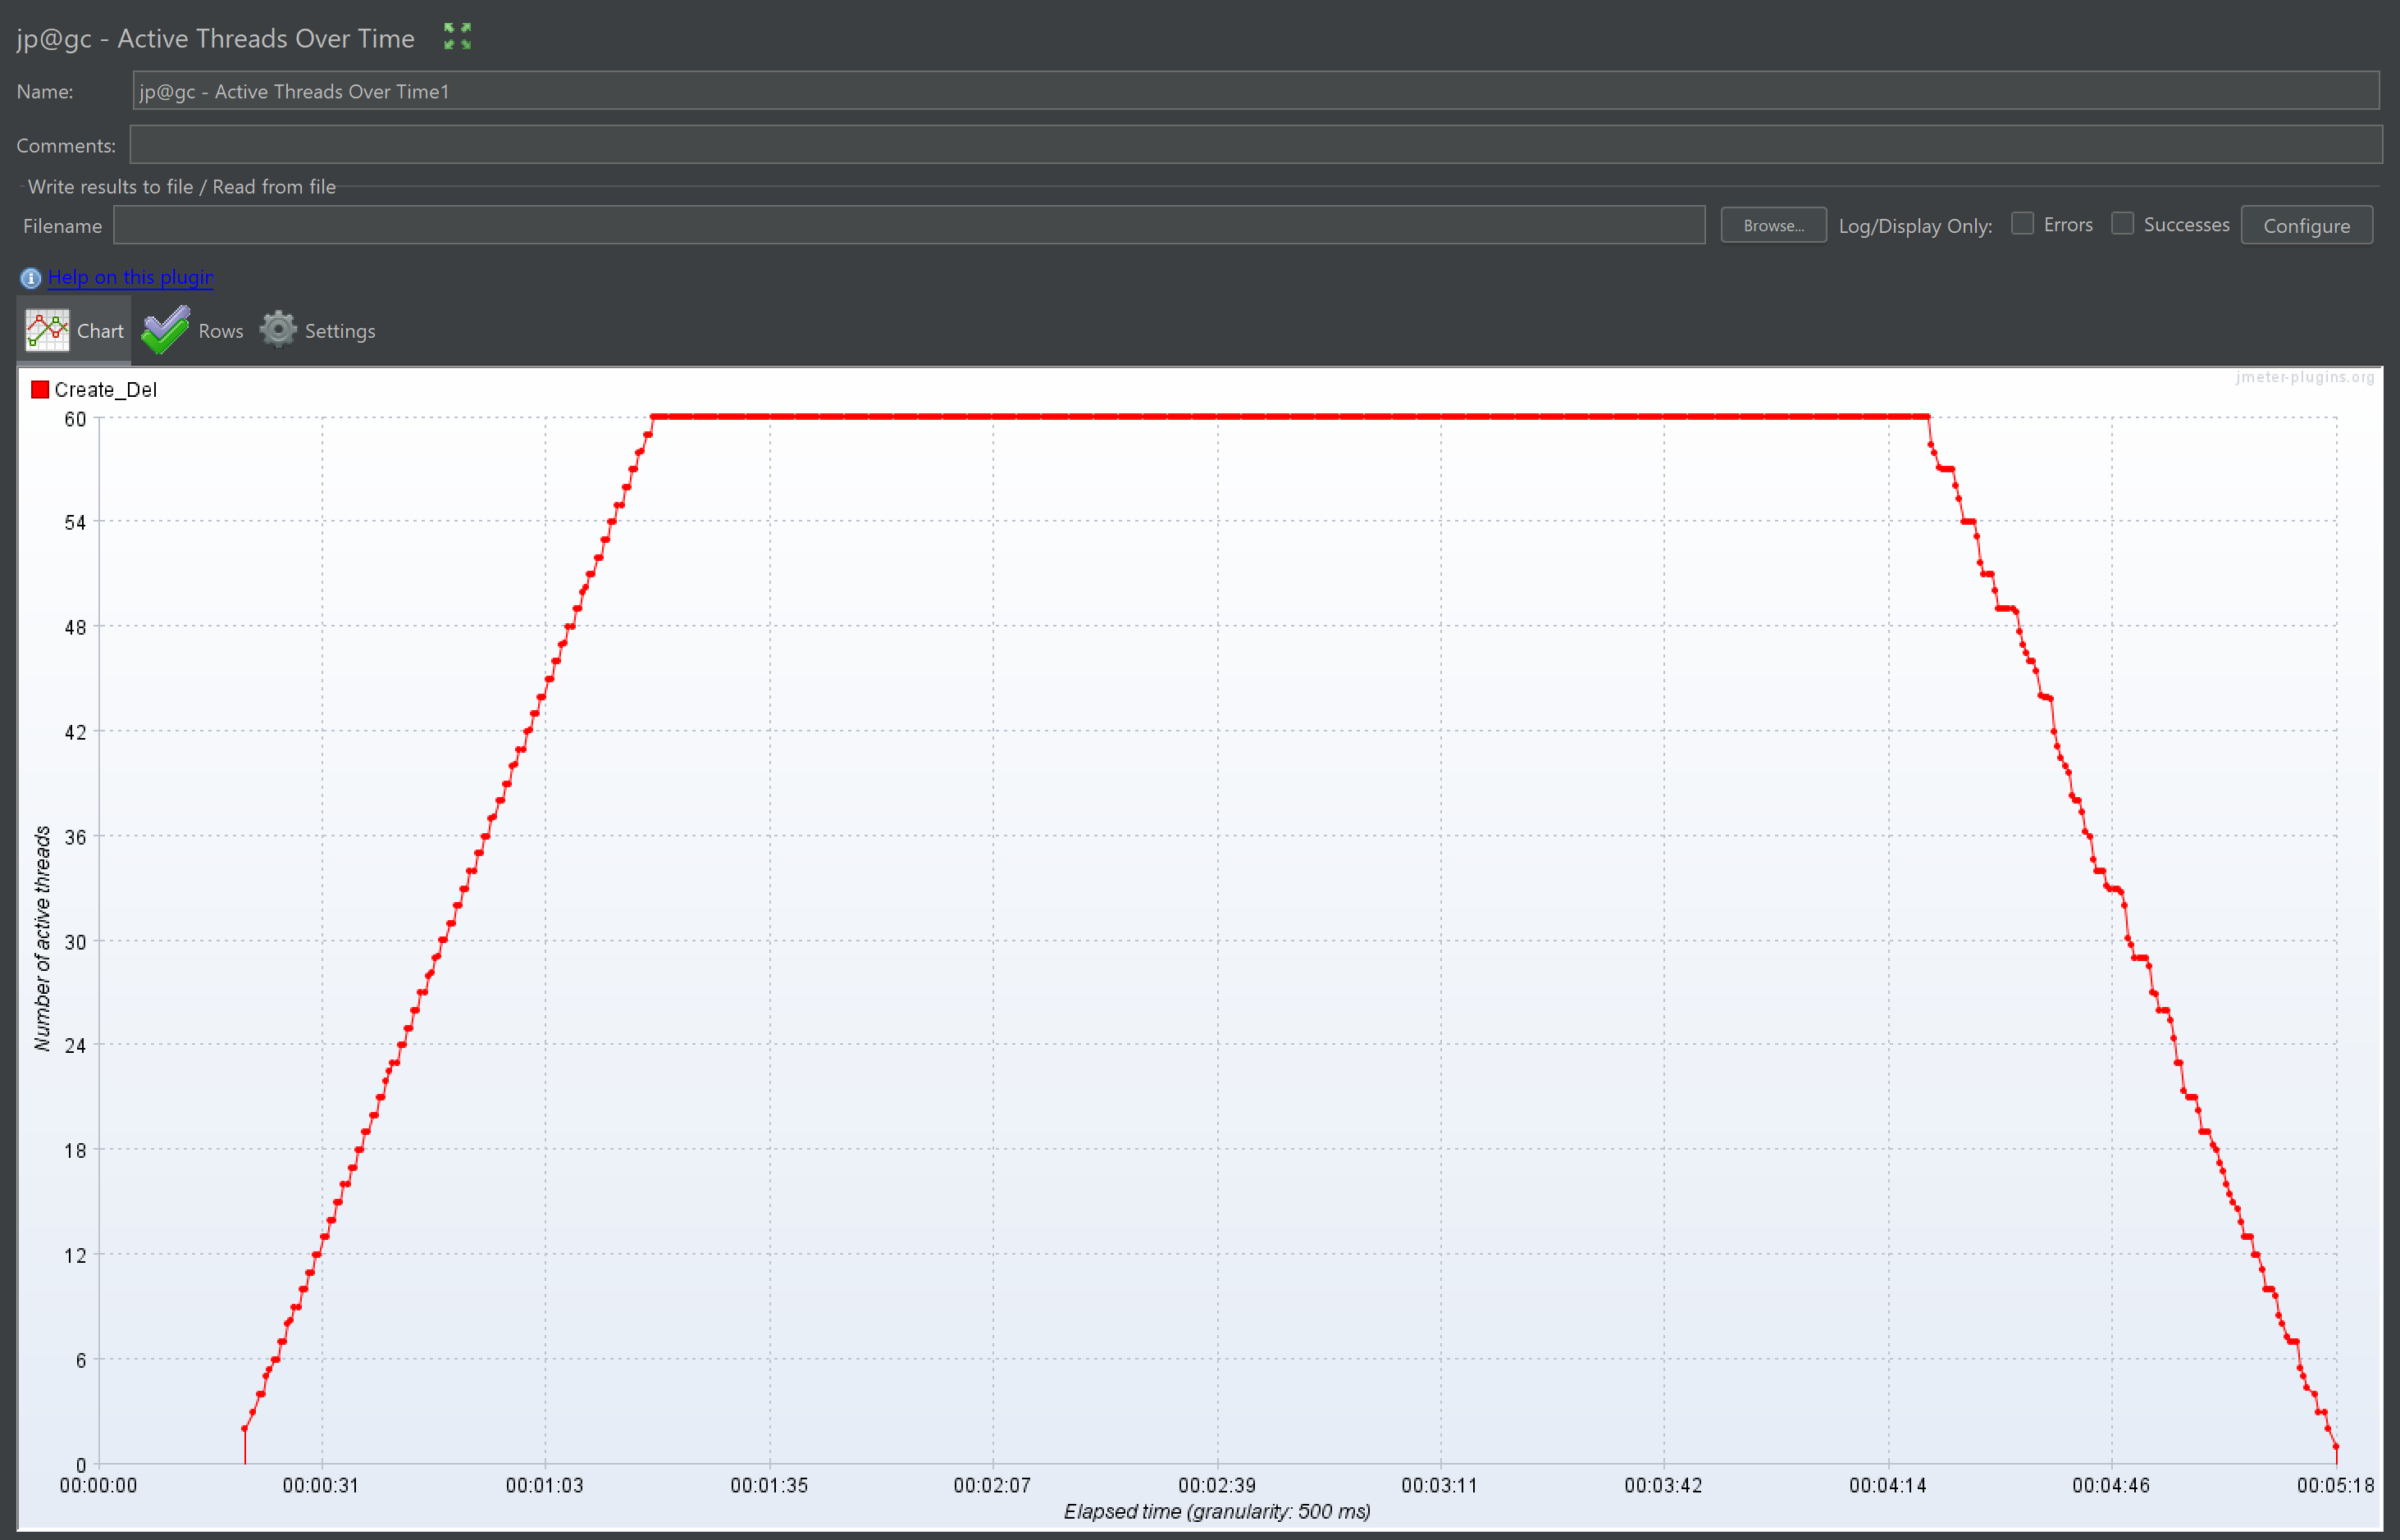 jp@gc - Active Threads Over Time
Name: jp@gc - Active Threads Over Time1
Comments:
Write results to file / Read from file
Filename Browse... Log/Display Only: Errors Successes Configure
Help on this plugin
Chart Rows Settings
Create_Del jmeter-plugins.org
60
54
48
42
36
30
24
18
12
6
0
Number of active threads
00:00:00 00:00:31 00:01:03 00:01:35 00:02:07 00:02:39 00:03:11 00:03:42 00:04:14 00:04:46 00:05:18
Elapsed time (granularity: 500 ms)